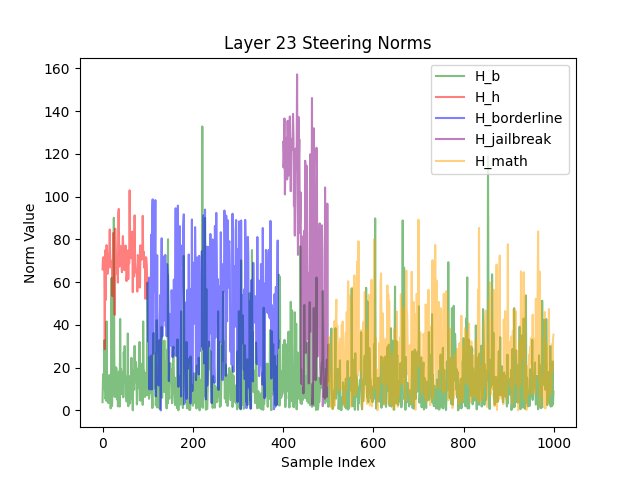 Layer 23 Steering Norms
Norm Value
160
140
120
100
80
60
40
20
0
H_b
H_h
H_borderline
H_jailbreak
H_math
0
200
400
600
800
1000
Sample Index